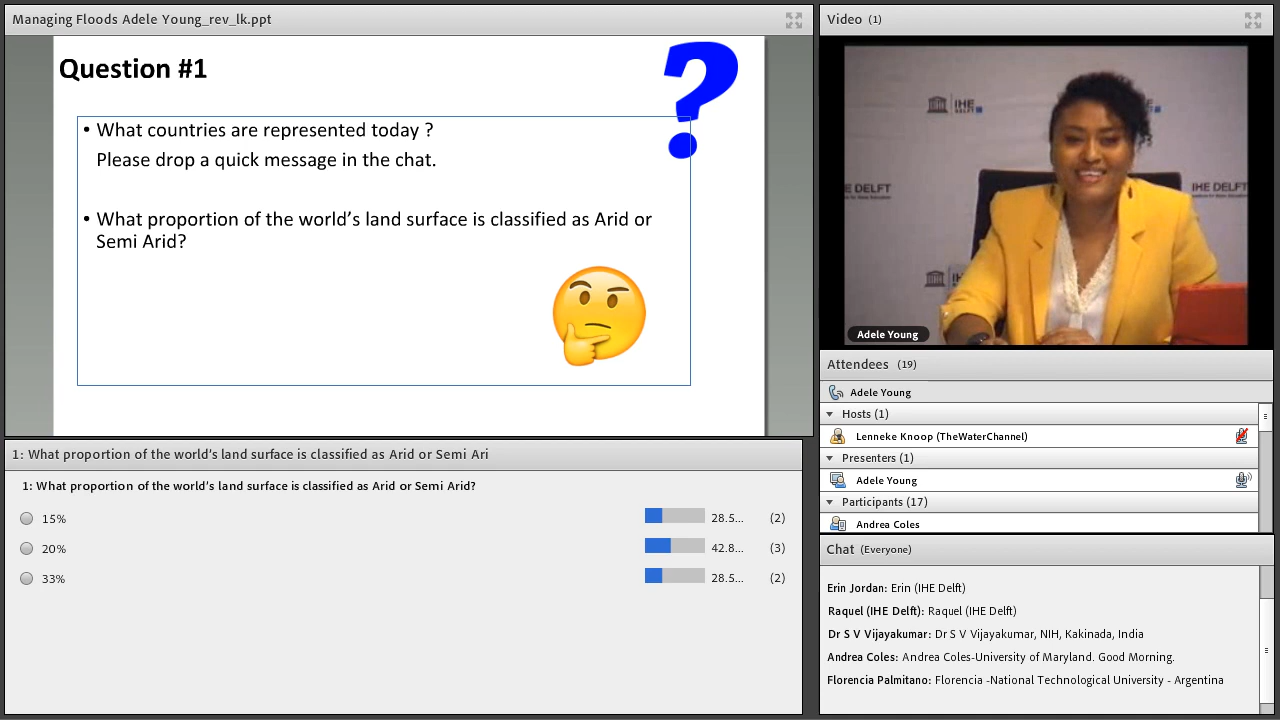 Managing Floods Adele Young_rev_lk.ppt
Question #1
?
• What countries are represented today ?
Please drop a quick message in the chat.
• What proportion of the world's land surface is classified as Arid or
Semi Arid?
1: What proportion of the world's land surface is classified as Arid or Semi Ari
1: What proportion of the world's land surface is classified as Arid or Semi Arid?
15% 28.5... (2)
20% 42.8... (3)
33% 28.5... (2)
Video (1)
IHE
IHE DELFT
IHE DELFT
IHE
Adele Young
Attendees (19)
Adele Young
Hosts (1)
Lenneke Knoop (TheWaterChannel)
Presenters (1)
Adele Young
Participants (17)
Andrea Coles
Chat (Everyone)
Erin Jordan: Erin (IHE Delft)
Raquel (IHE Delft): Raquel (IHE Delft)
Dr S V Vijayakumar: Dr S V Vijayakumar, NIH, Kakinada, India
Andrea Coles: Andrea Coles-University of Maryland. Good Morning.
Florencia Palmitano: Florencia -National Technological University - Argentina